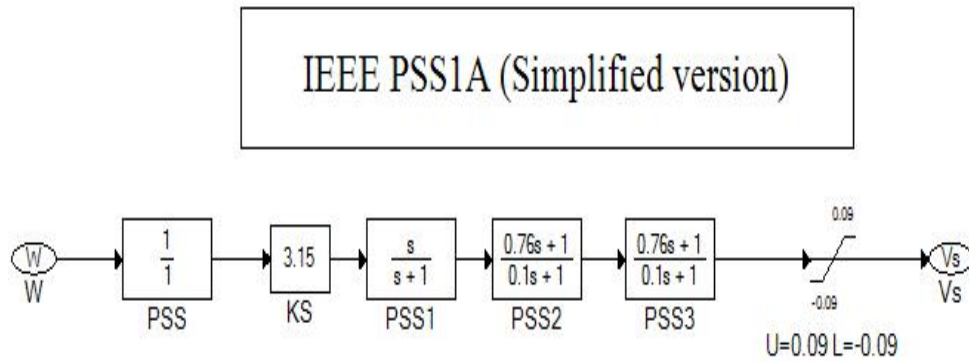 IEEE PSS1A (Simplified version)
W
W
1
1
PSS
3.15
KS
s
s + 1
PSS1
0.76s + 1
0.1s + 1
PSS2
0.76s + 1
0.1s + 1
PSS3
0.09
-0.09
U=0.09 L=-0.09
Vs
Vs